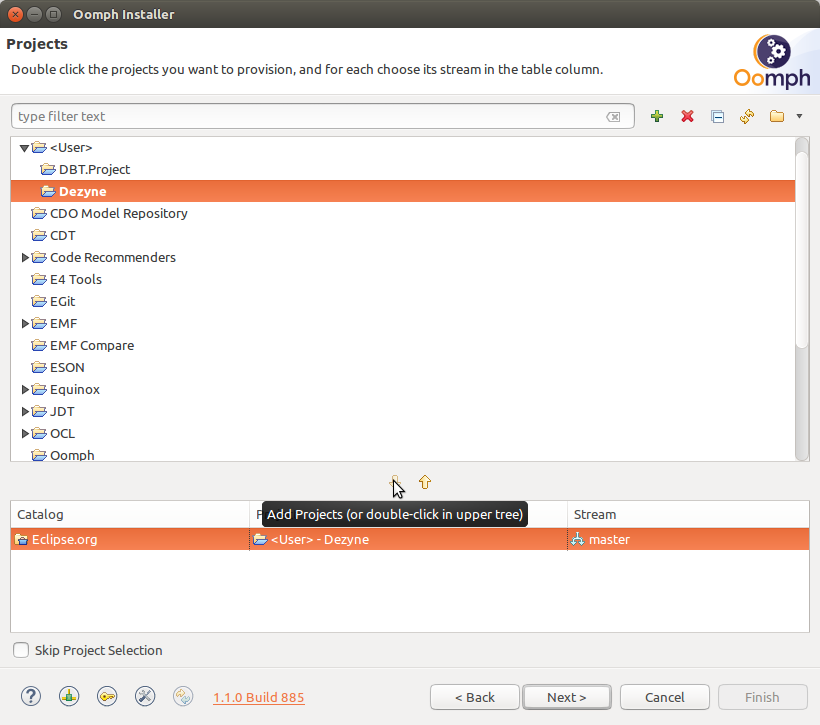 Oomph Installer
Projects
Double click the projects you want to provision, and for each choose its stream in the table column.
Oomph
type filter text
<User>
DBT.Project
Dezyne
CDO Model Repository
CDT
Code Recommenders
E4 Tools
EGit
EMF
EMF Compare
ESON
Equinox
JDT
OCL
Oomph
Add Projects (or double-click in upper tree)
Catalog Stream
Eclipse.org <User> - Dezyne master
Skip Project Selection
? 1.1.0 Build 885 < Back Next > Cancel Finish